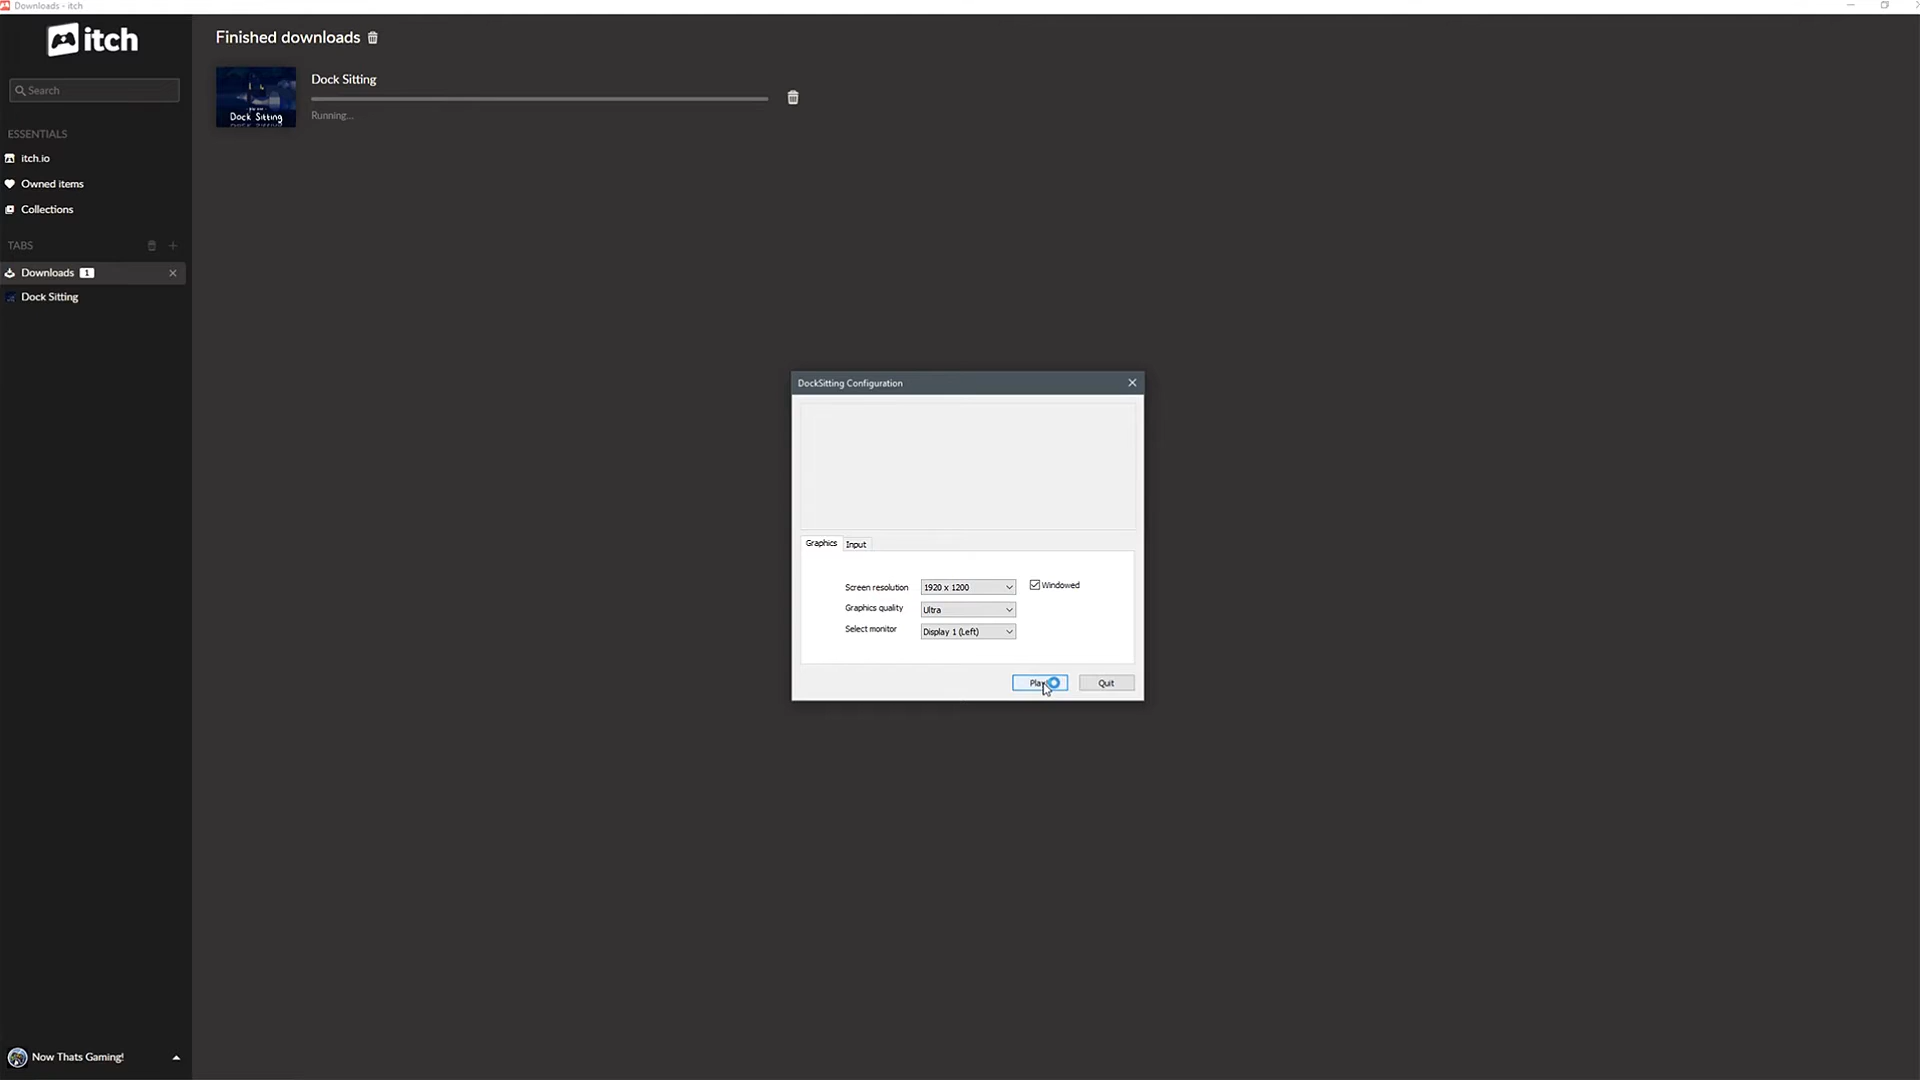 Downloads - itch
itch
Search
ESSENTIALS
itch.io
Owned items
Collections
TABS
Downloads 1
Dock Sitting
Now Thats Gaming!
Finished downloads
Dock Sitting
Dock Sitting
Running...
DockSitting Configuration
Graphics Input
Screen resolution 1920 x 1200 Windowed
Graphics quality Ultra
Select monitor Display 1 (Left)
Quit